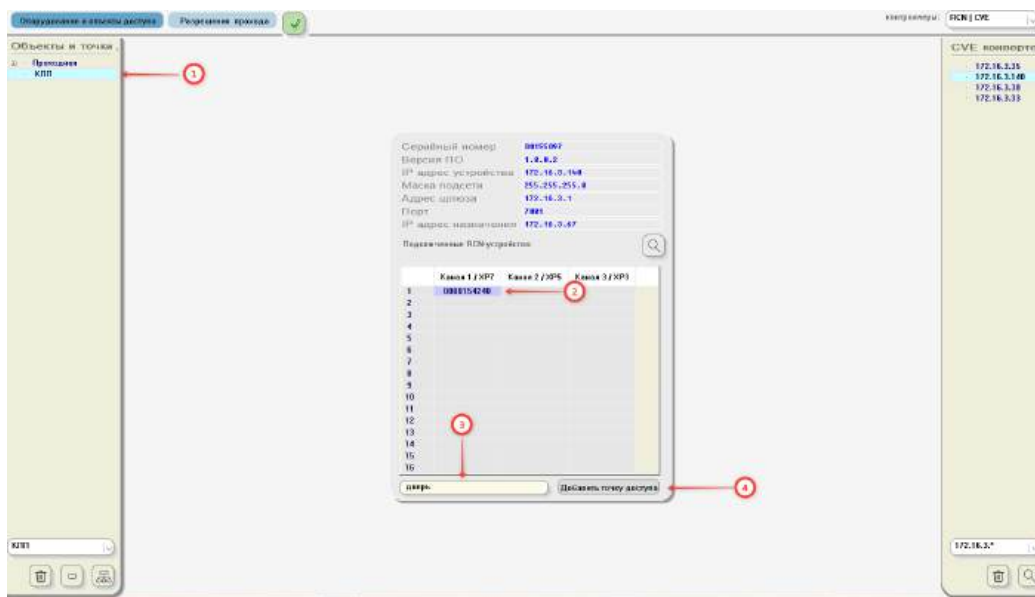 Оборудование и объекты доступа
Разрешения прохода
контроллеры:
RCN | CVE
Объекты и точки
Проходная
КПП
1
CVE конверте
172.16.3.35
172.16.3.140
172.16.3.38
172.16.3.33
Серийный номер 00155097
Версия ПО 1.0.0.2
IP адрес устройства 172.16.3.140
Маска подсети 255.255.255.0
Адрес шлюза 172.16.3.1
Порт 7001
IP адрес назначения 172.16.3.67
Подключенные RCN-устройства
Канал 1 / XP7 Канал 2 / XP5 Канал 3 / XP3
1 0000154240
2
2
3
4
5
6
7
8
9
10
11
12
13
14
15
16
3
дверь
Добавить точку доступа
4
КПП
172.16.3.*